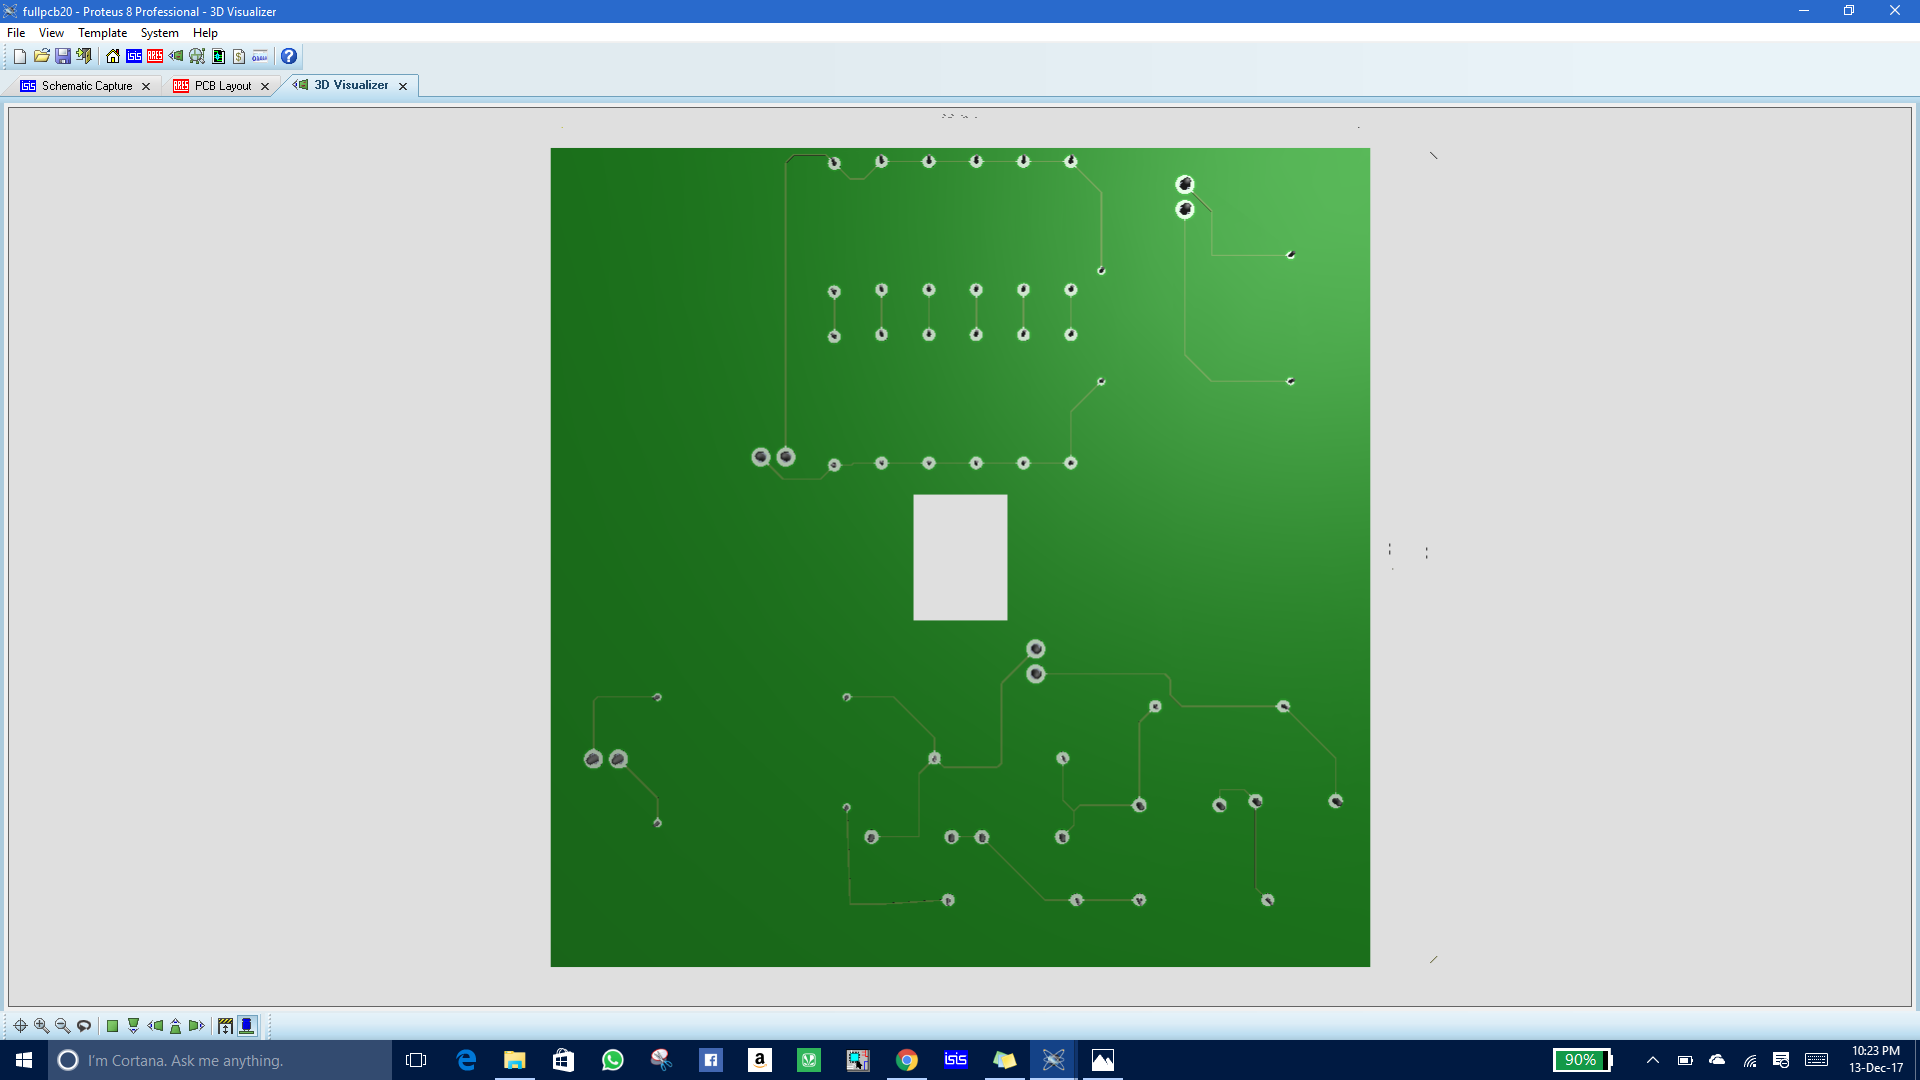 fullpcb20 - Proteus 8 Professional - 3D Visualizer
File View Template System Help
Schematic Capture PCB Layout 3D Visualizer
I'm Cortana. Ask me anything.
90%
10:23 PM
13-Dec-17